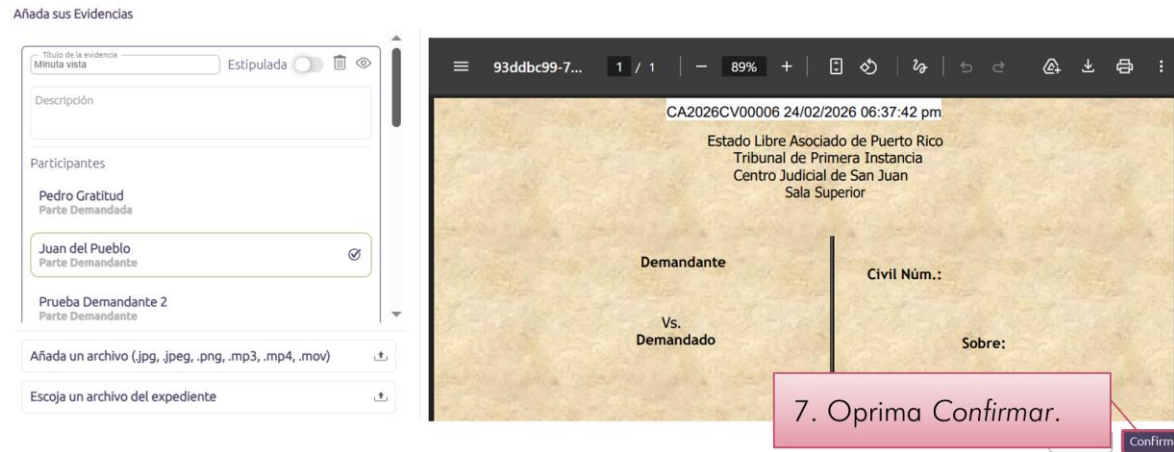 Añada sus Evidencias
Título de la evidencia
Minuta vista
Estipulada
Descripción
Participantes
Pedro Gratitud
Parte Demandada
Juan del Pueblo
Parte Demandante
Prueba Demandante 2
Parte Demandante
Añada un archivo (.jpg, .jpeg, .png, .mp3, .mp4, .mov)
Escoja un archivo del expediente
93ddbc99-7... 1 / 1 89%
CA2026CV00006 24/02/2026 06:37:42 pm
Estado Libre Asociado de Puerto Rico
Tribunal de Primera Instancia
Centro Judicial de San Juan
Sala Superior
Demandante
Civil Núm.:
Vs.
Demandado
Sobre:
7. Oprima Confirmar.
Confirm